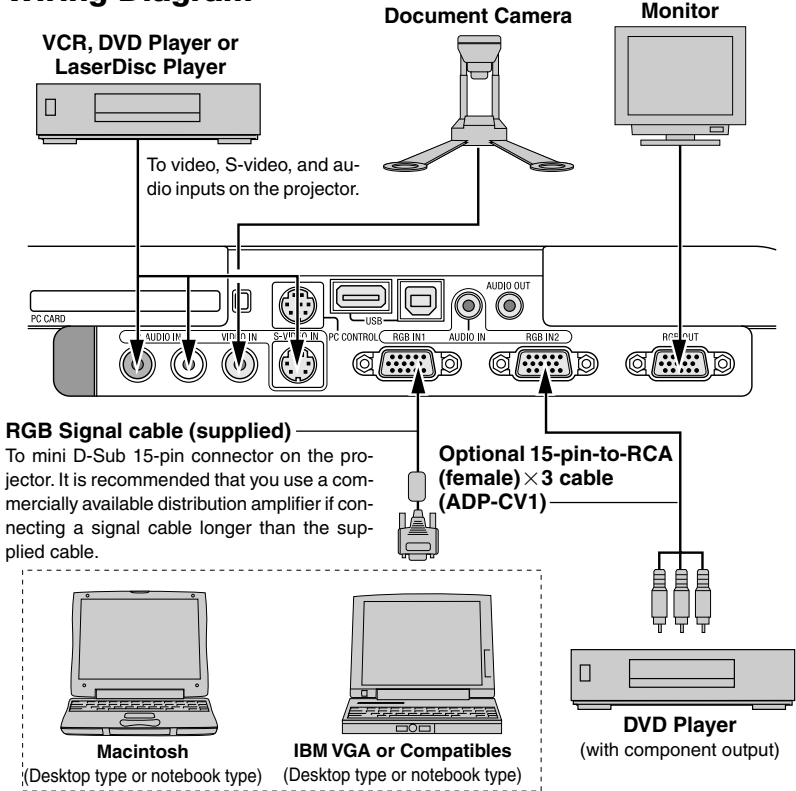 Wiring Diagram
Document Camera
Monitor
VCR, DVD Player or
LaserDisc Player
To video, S-video, and au-
dio inputs on the projector.
PC CARD
USB
AUDIO OUT
AUDIO IN
VIDEO IN
S-VIDEO IN
PC CONTROL
RGB IN1
AUDIO IN
RGB IN2
RGB OUT
RGB Signal cable (supplied)
To mini D-Sub 15-pin connector on the pro-
jector. It is recommended that you use a com-
mercially available distribution amplifier if con-
necting a signal cable longer than the sup-
plied cable.
Optional 15-pin-to-RCA
(female)×3 cable
(ADP-CV1)
Macintosh
(Desktop type or notebook type)
IBM VGA or Compatibles
(Desktop type or notebook type)
DVD Player
(with component output)